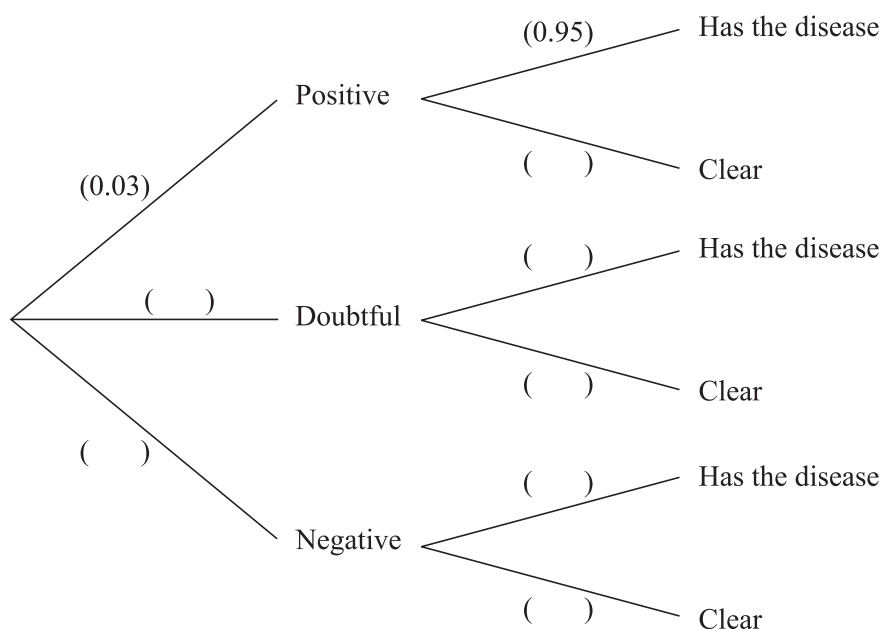 (0.95) Has the disease
Positive
(0.03)
( ) Clear
( ) Has the disease
( ) Doubtful
( ) Clear
( )
( ) Has the disease
Negative
( ) Clear